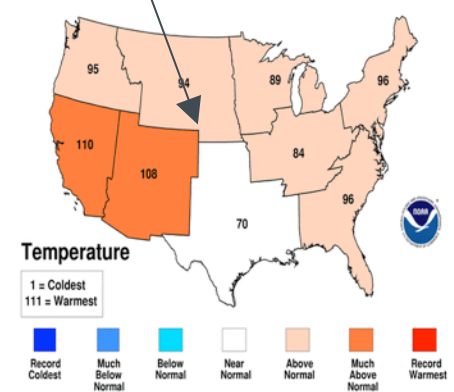 95
94
89
96
110
108
84
96
70
NOAA
Temperature
1 = Coldest
111 = Warmest
Record
Coldest
Much
Below
Normal
Below
Normal
Near
Normal
Above
Normal
Much
Above
Normal
Record
Warmest